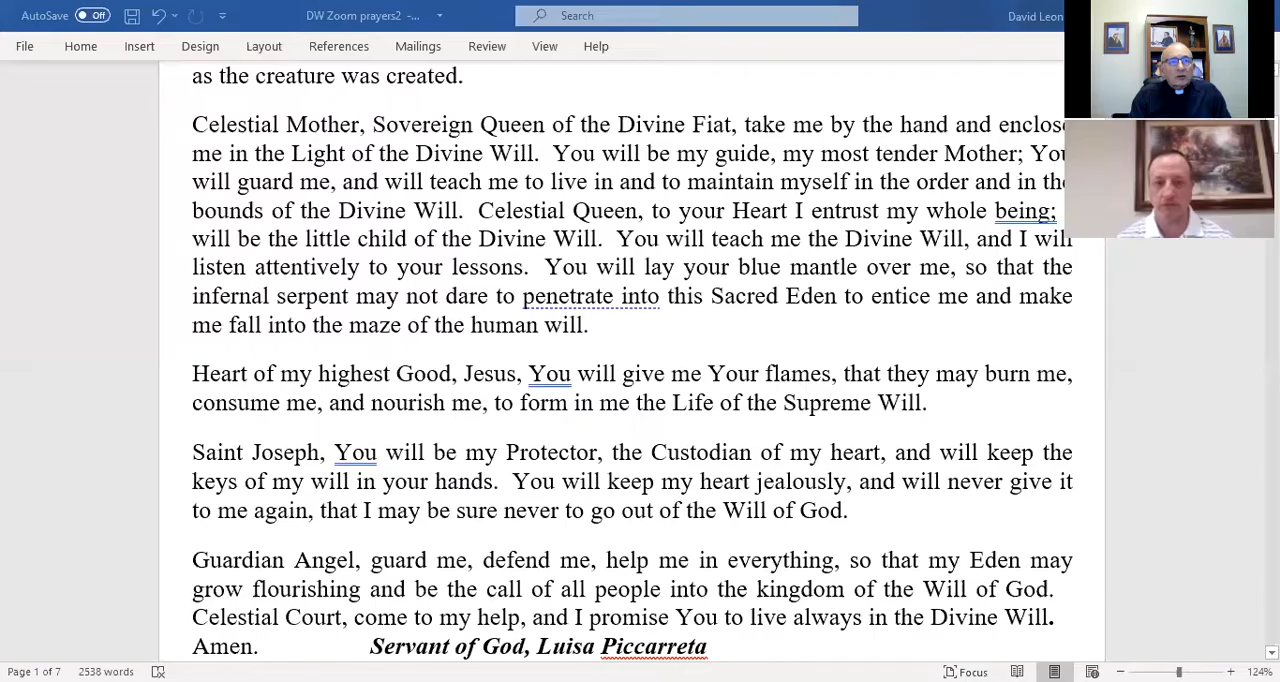 AutoSave Off DW Zoom prayers2 -... Search David Leon
File Home Insert Design Layout References Mailings Review View Help
as the creature was created.
Celestial Mother, Sovereign Queen of the Divine Fiat, take me by the hand and enclose
me in the Light of the Divine Will. You will be my guide, my most tender Mother; You
will guard me, and will teach me to live in and to maintain myself in the order and in the
bounds of the Divine Will. Celestial Queen, to your Heart I entrust my whole being;
will be the little child of the Divine Will. You will teach me the Divine Will, and I will
listen attentively to your lessons. You will lay your blue mantle over me, so that the
infernal serpent may not dare to penetrate into this Sacred Eden to entice me and make
me fall into the maze of the human will.
Heart of my highest Good, Jesus, You will give me Your flames, that they may burn me,
consume me, and nourish me, to form in me the Life of the Supreme Will.
Saint Joseph, You will be my Protector, the Custodian of my heart, and will keep the
keys of my will in your hands. You will keep my heart jealously, and will never give it
to me again, that I may be sure never to go out of the Will of God.
Guardian Angel, guard me, defend me, help me in everything, so that my Eden may
grow flourishing and be the call of all people into the kingdom of the Will of God.
Celestial Court, come to my help, and I promise You to live always in the Divine Will.
Amen. Servant of God, Luisa Piccarreta
Page 1 of 7 2538 words Focus 124%